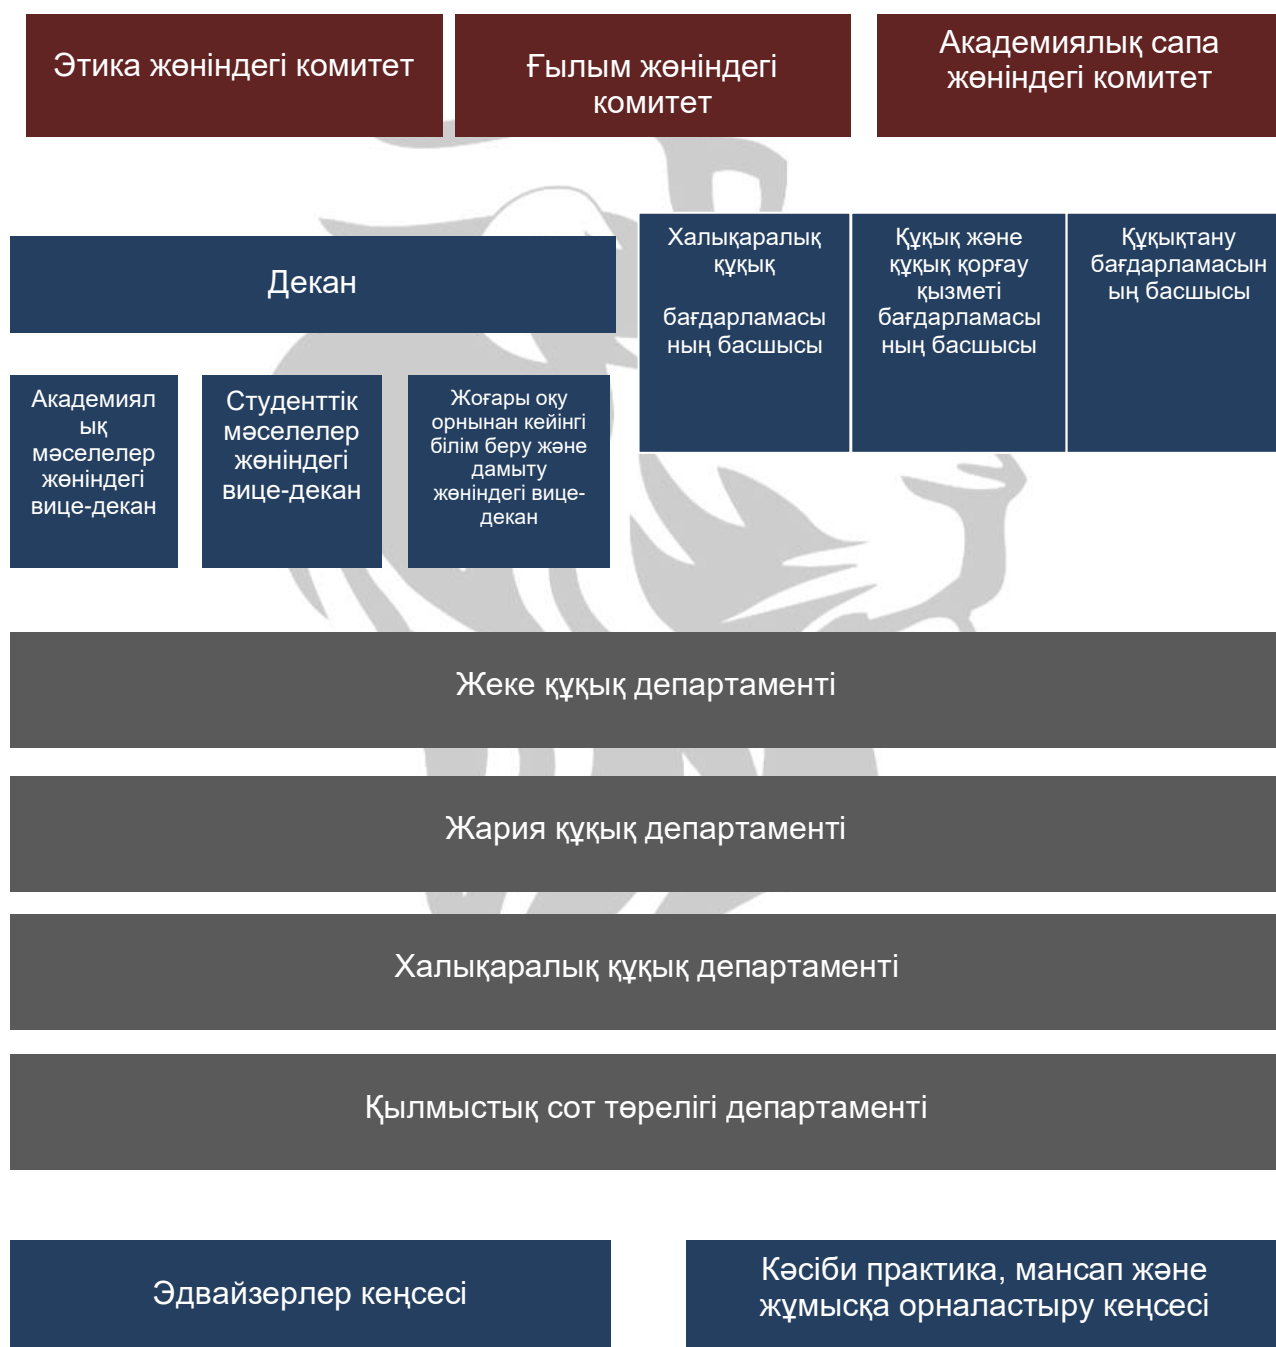 Этика жөніндегі комитет
Ғылым жөніндегі
комитет
Академиялық сапа
жөніндегі комитет
Декан
Халықаралық
құқық
бағдарламасы
ның басшысы
Құқық және
құқық қорғау
қызметі
бағдарламасы
ның басшысы
Құқықтану
бағдарламасын
ың басшысы
Академиял
ық
мәселелер
жөніндегі
вице-декан
Студенттік
мәселелер
жөніндегі
вице-декан
Жоғары оқу
орнынан кейінгі
білім беру және
дамыту
жөніндегі вице-
декан
Жеке құқық департаменті
Жария құқық департаменті
Халықаралық құқық департаменті
Қылмыстық сот төрелігі департаменті
Эдвайзерлер кеңсесі
Кәсіби практика, мансап және
жұмысқа орналастыру кеңсесі